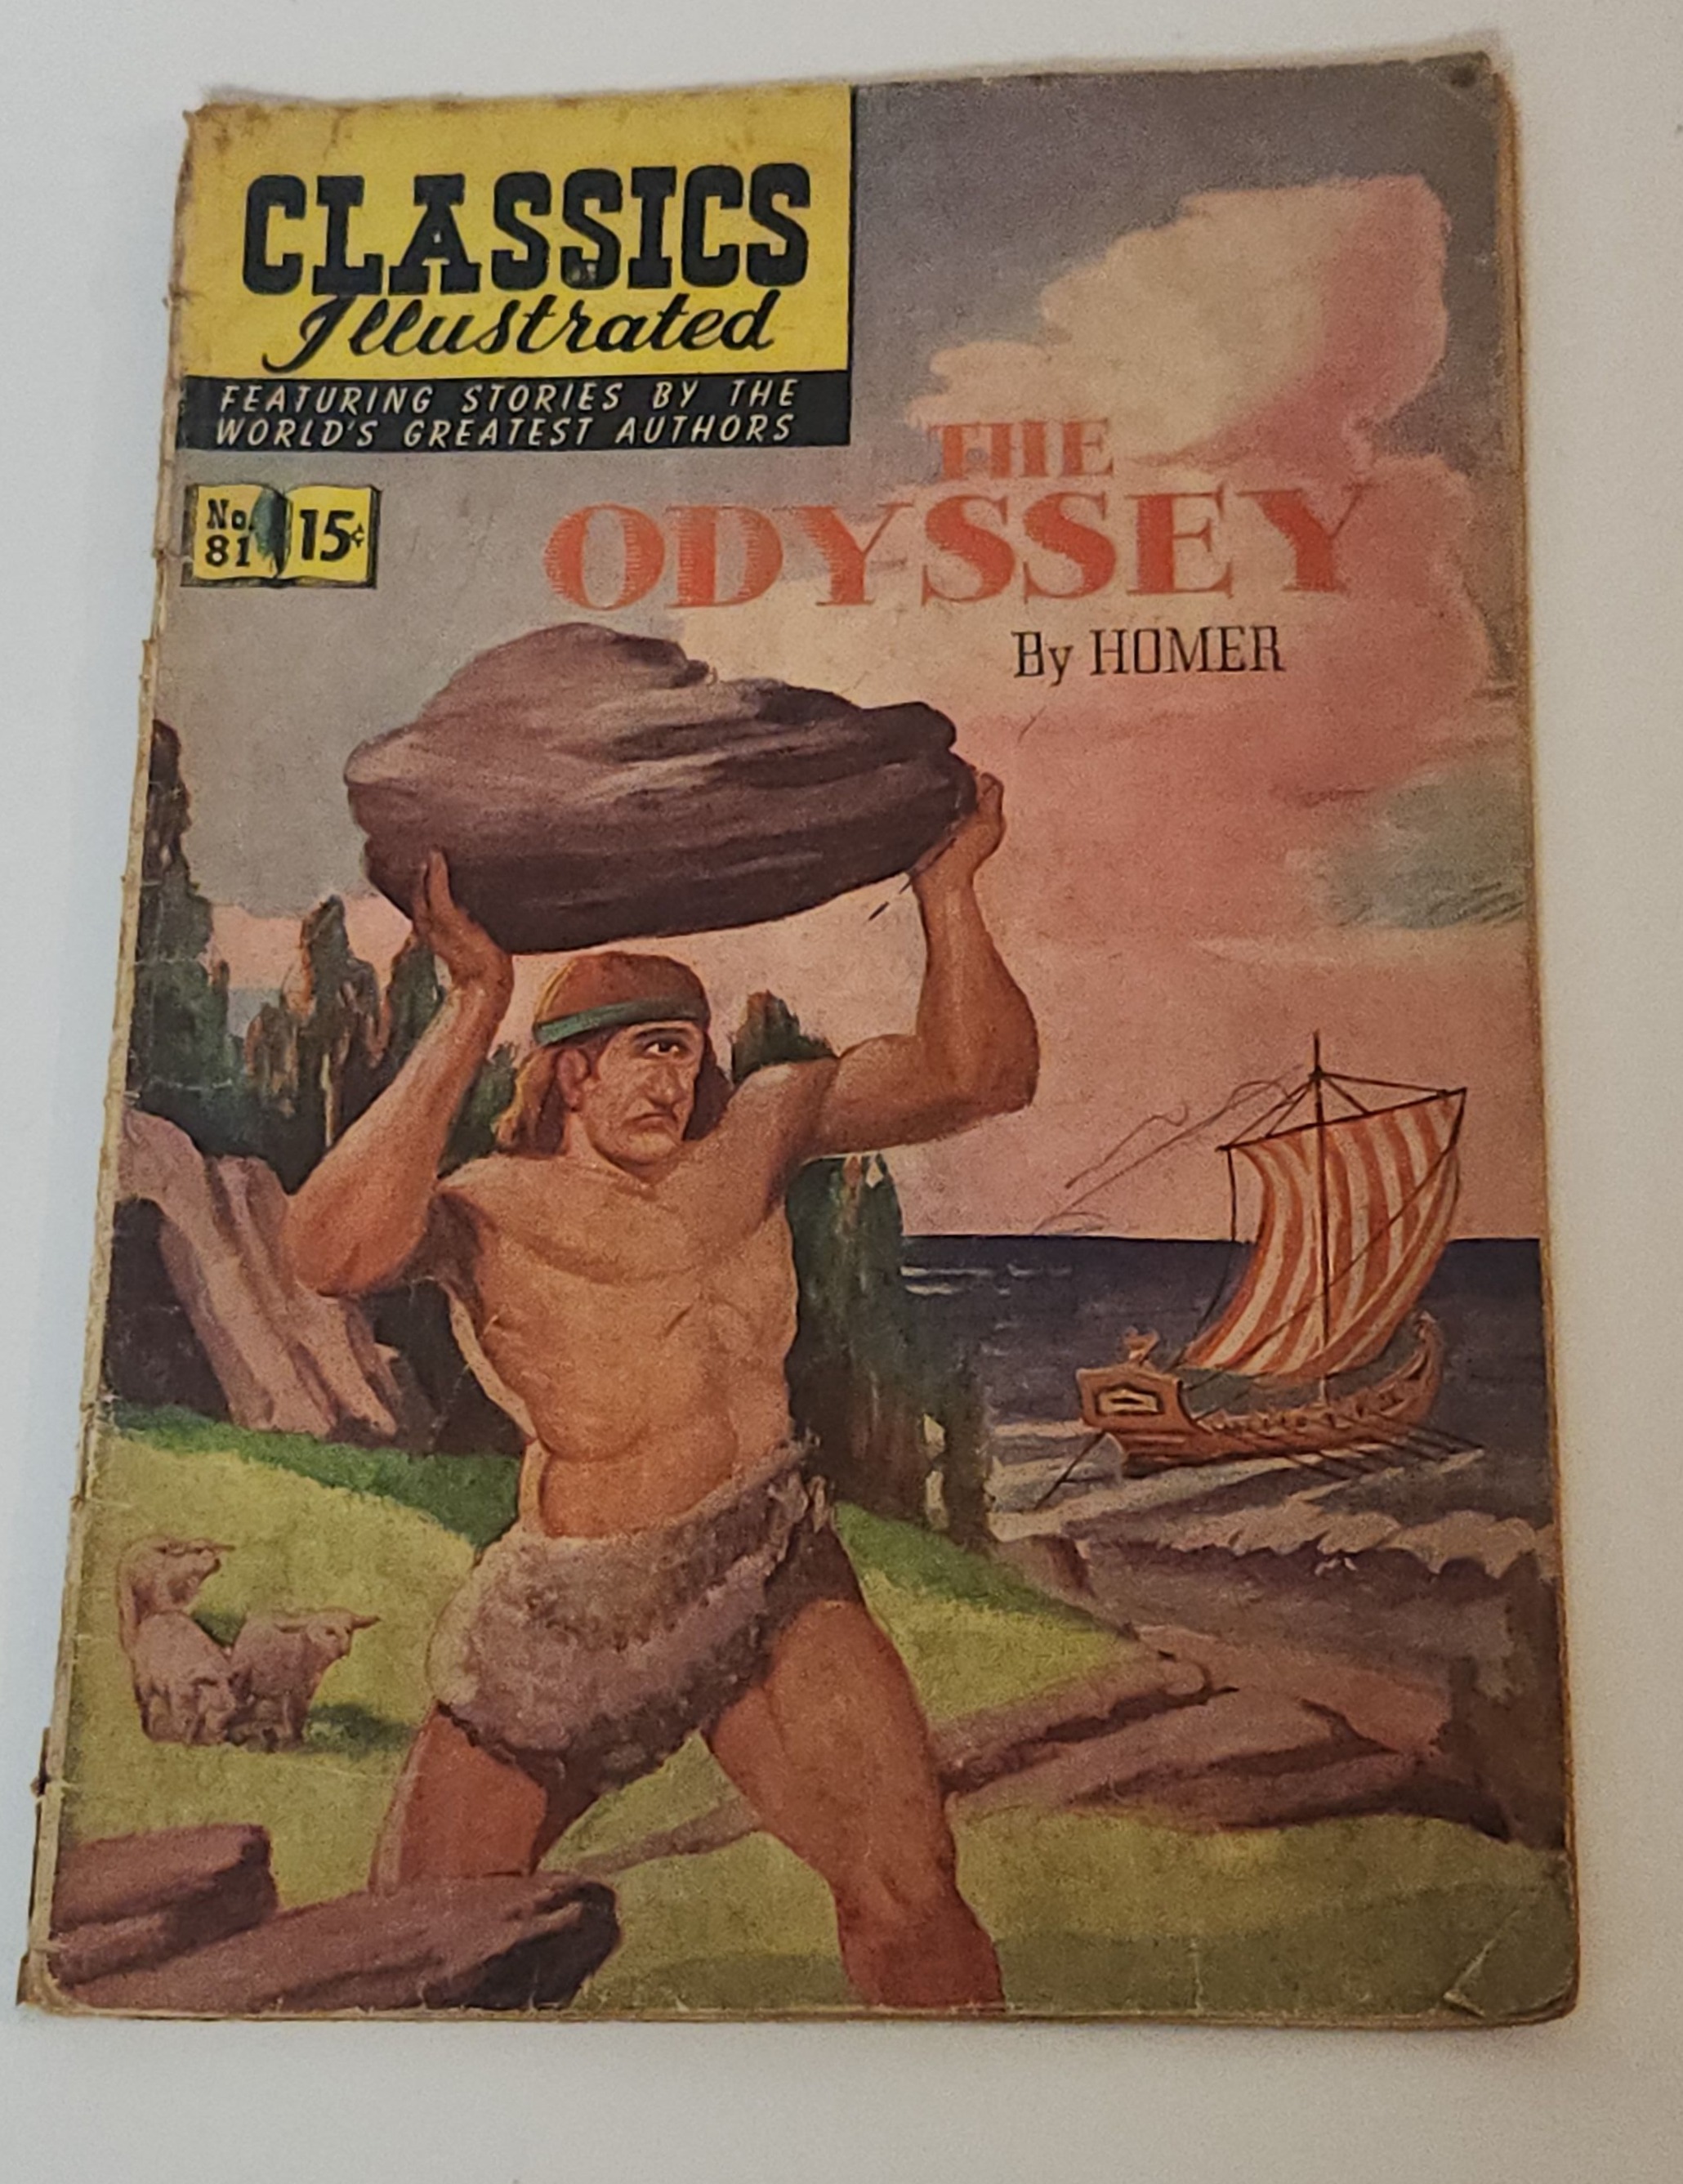 CLASSICS
Illustrated
FEATURING STORIES BY THE
WORLD'S GREATEST AUTHORS
No. 81
15¢
THE
ODYSSEY
By HOMER